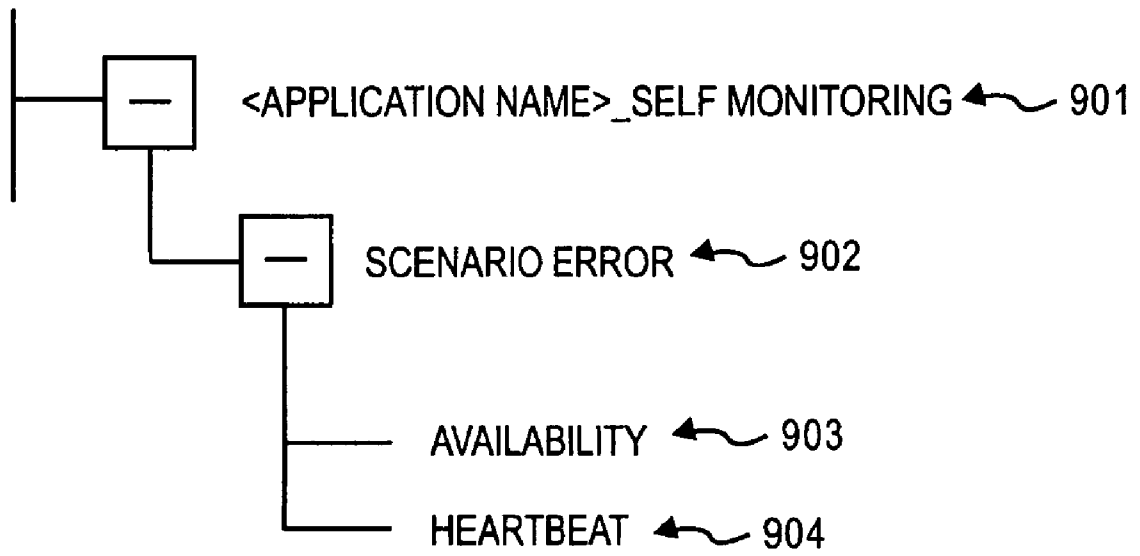 <APPLICATION NAME>_SELF MONITORING 901
SCENARIO ERROR 902
AVAILABILITY 903
HEARTBEAT 904